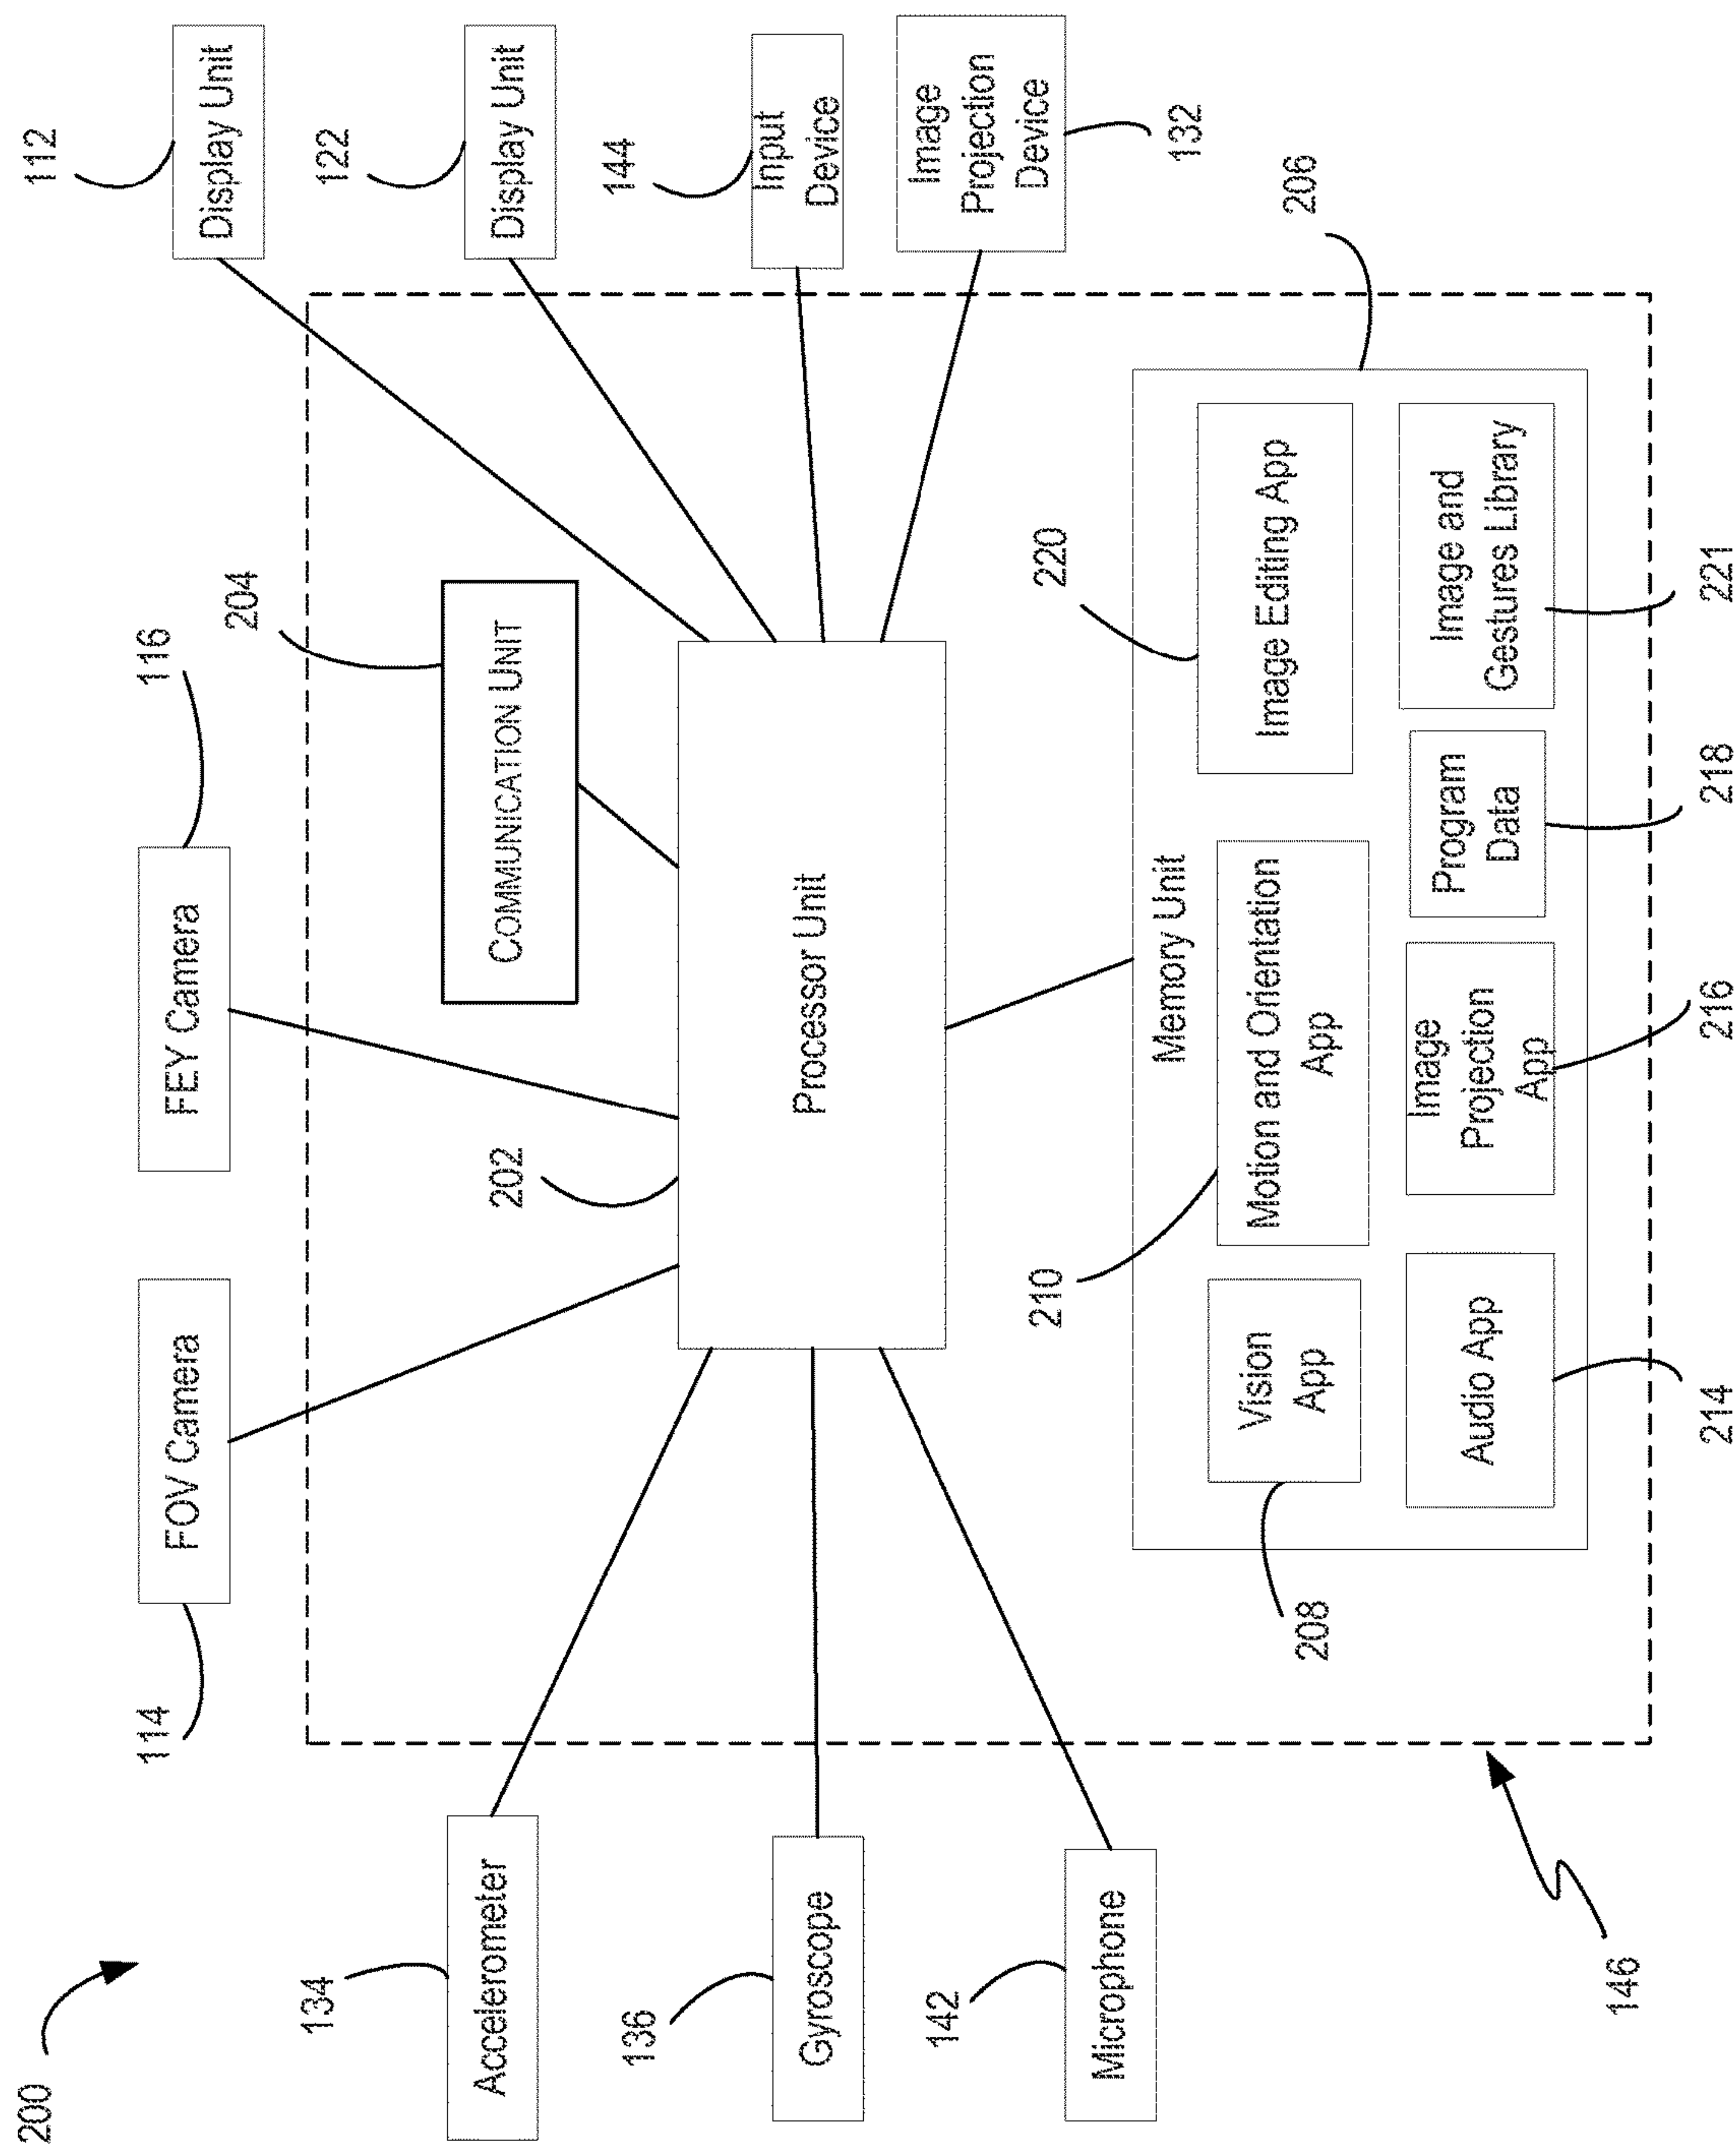 200
114
FOV Camera
116
FEY Camera
112
Display Unit
122
Display Unit
144
Input
Device
Image
Projection
Device
132
134
Accelerometer
136
Gyroscope
142
Microphone
204
COMMUNICATION UNIT
202
Processor Unit
206
Memory Unit
208
Vision
App
210
Motion and Orientation
App
220
Image Editing App
Audio App
214
Image
Projection
App
216
Program
Data
218
Image and
Gestures Library
221
146